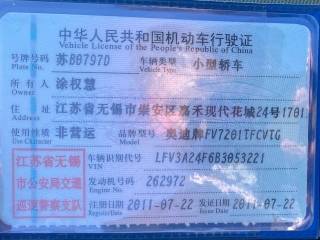 中华人民共和国机动车行驶证
Vehicle License of the People's Republic of China
号牌号码 苏B0797D 车辆类型 小型轿车
Plate No. Vehicle Type
所有人 涂权慧
Owner
住址 江苏省无锡市崇安区嘉禾现代花城24号1701
Address
使用性质 非营运 品牌型号 奥迪牌FV7201TFCVTG
Use Character Model
江苏省无锡市公安局交通巡逻警察支队
车辆识别代号 LFV3A24F6B3053221
VIN
发动机号码 262972
Engine No.
注册日期 2011-07-22 发证日期 2011-07-22
Register Date Issue Date